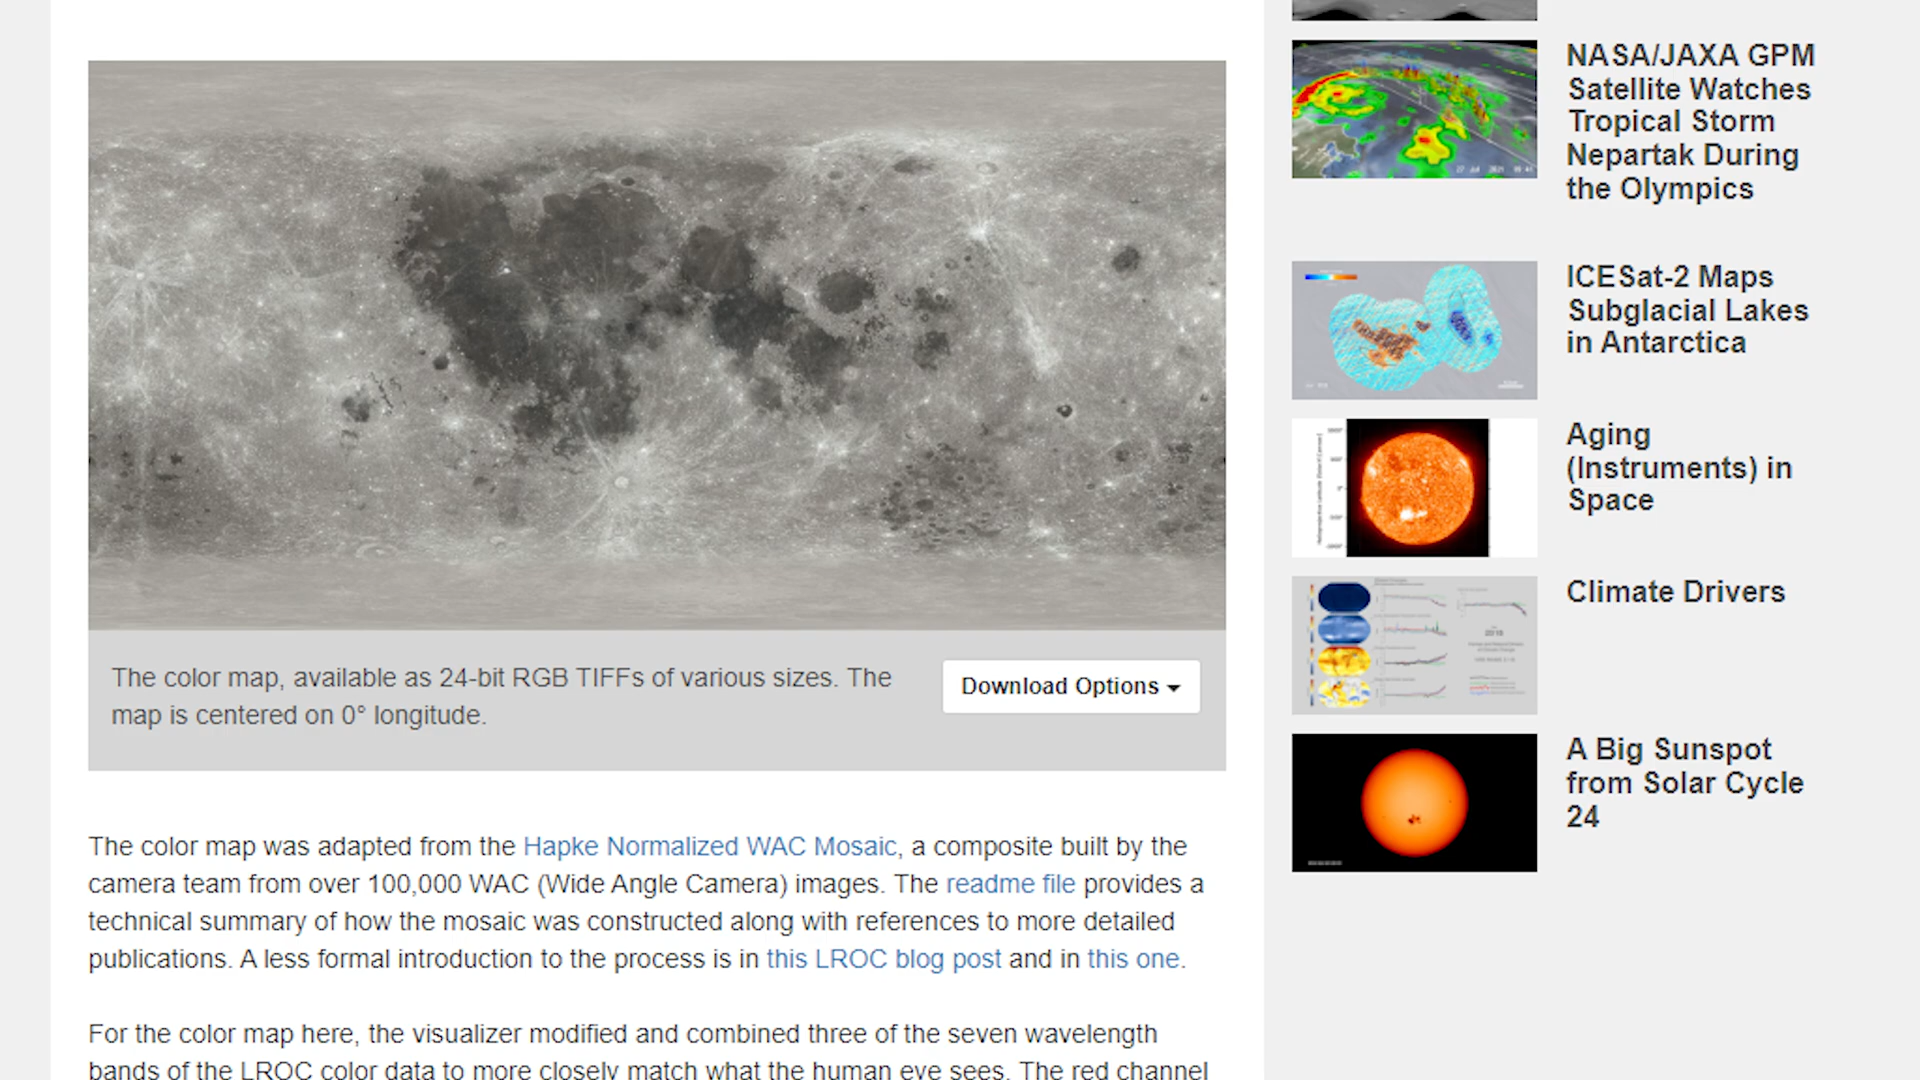 The color map, available as 24-bit RGB TIFFs of various sizes. The
map is centered on 0° longitude.
Download Options
The color map was adapted from the Hapke Normalized WAC Mosaic, a composite built by the
camera team from over 100,000 WAC (Wide Angle Camera) images. The readme file provides a
technical summary of how the mosaic was constructed along with references to more detailed
publications. A less formal introduction to the process is in this LROC blog post and in this one.
For the color map here, the visualizer modified and combined three of the seven wavelength
bands of the LROC color data to more closely match what the human eye sees. The red channel
NASA/JAXA GPM
Satellite Watches
Tropical Storm
Nepartak During
the Olympics
ICESat-2 Maps
Subglacial Lakes
in Antarctica
Aging
(Instruments) in
Space
Climate Drivers
A Big Sunspot
from Solar Cycle
24